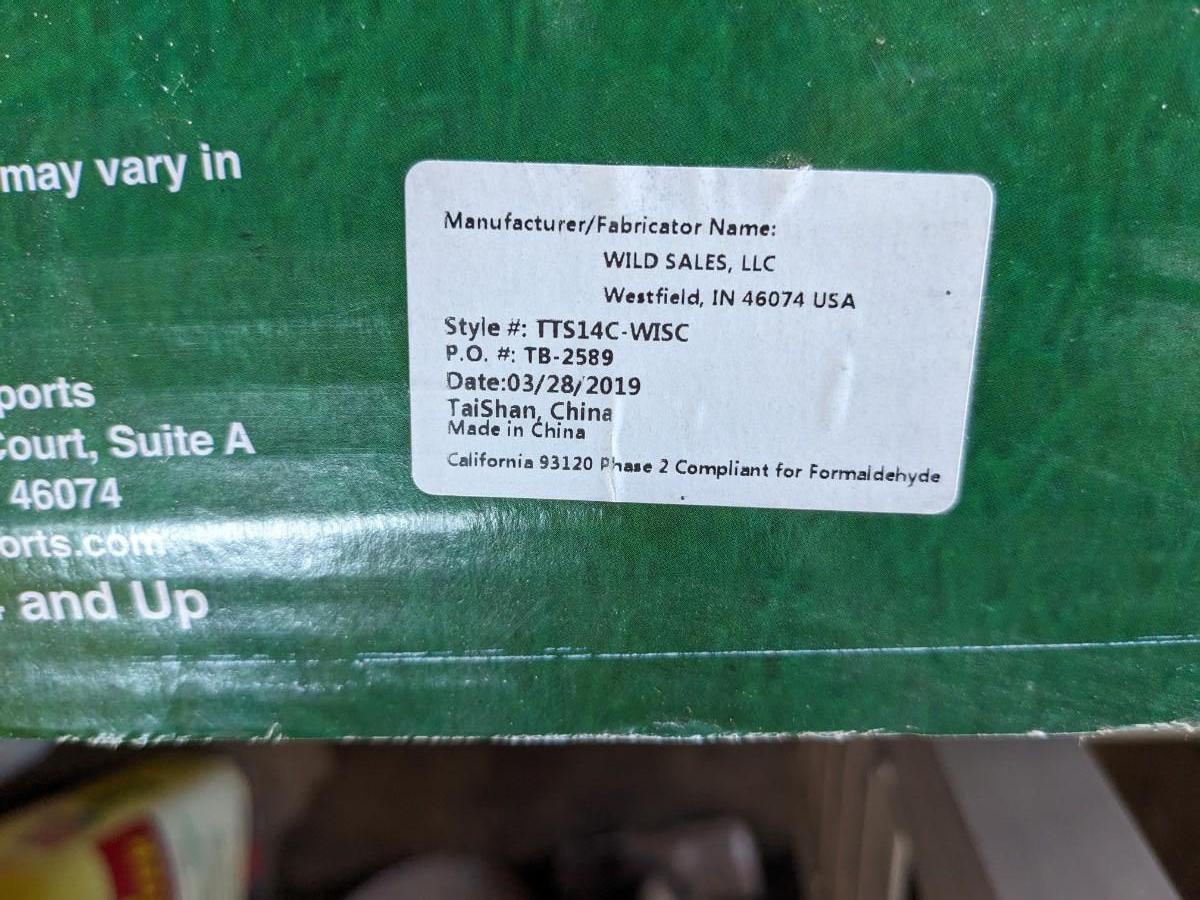 may vary in
Manufacturer/Fabricator Name:
WILD SALES, LLC
Westfield, IN 46074 USA
Style #: TTS14C-WISC
P.O. #: TB-2589
Date:03/28/2019
TaiShan, China
Made in China
California 93120 Phase 2 Compliant for Formaldehyde
ports
Court, Suite A
46074
orts.com
and Up